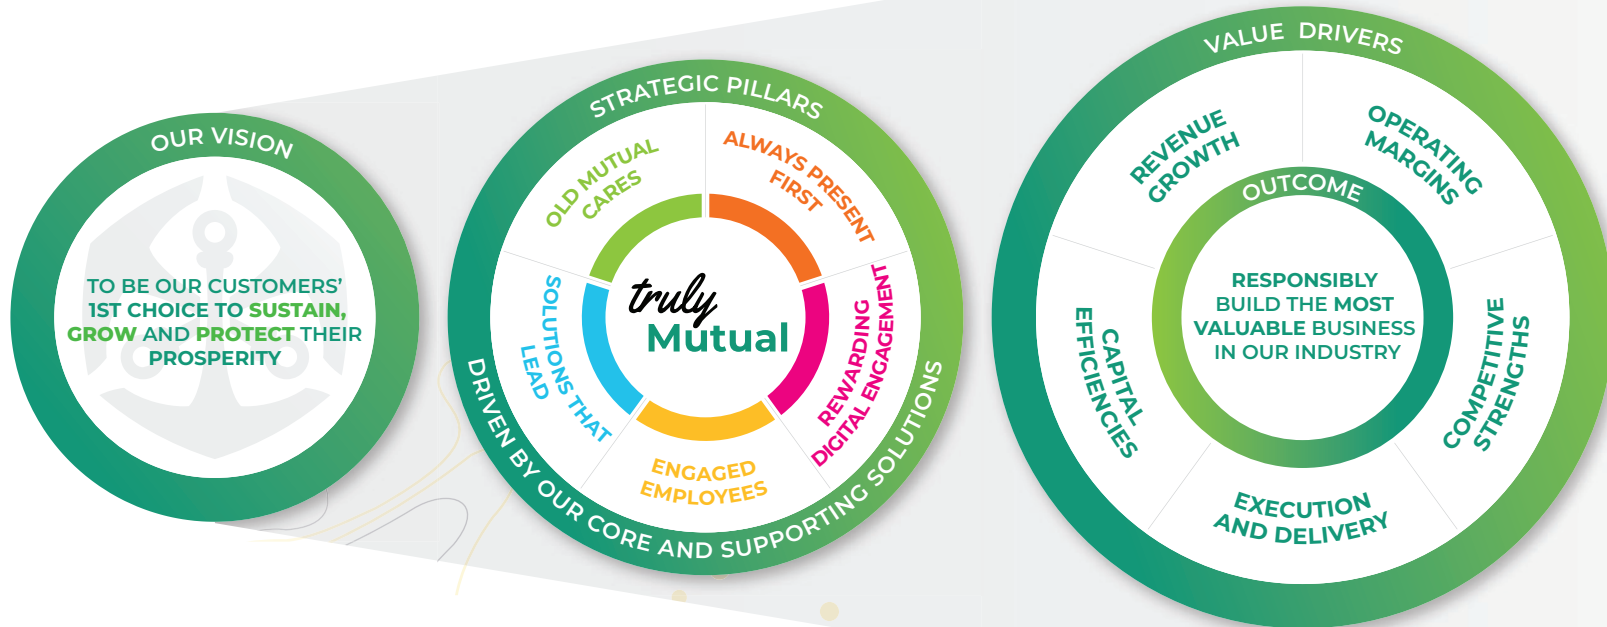 OUR VISION
TO BE OUR CUSTOMERS'
1ST CHOICE TO SUSTAIN,
GROW AND PROTECT THEIR
PROSPERITY
STRATEGIC PILLARS
OLD MUTUAL
CARES
ALWAYS PRESENT
FIRST
REWARDING
DIGITAL ENGAGEMENT
ENGAGED
EMPLOYEES
SOLUTIONS THAT
LEAD
truly
Mutual
DRIVEN BY OUR CORE AND SUPPORTING SOLUTIONS
VALUE DRIVERS
REVENUE
GROWTH
OPERATING
MARGINS
COMPETITIVE
STRENGTHS
EXECUTION
AND DELIVERY
CAPITAL
EFFICIENCIES
OUTCOME
RESPONSIBLY
BUILD THE MOST
VALUABLE BUSINESS
IN OUR INDUSTRY